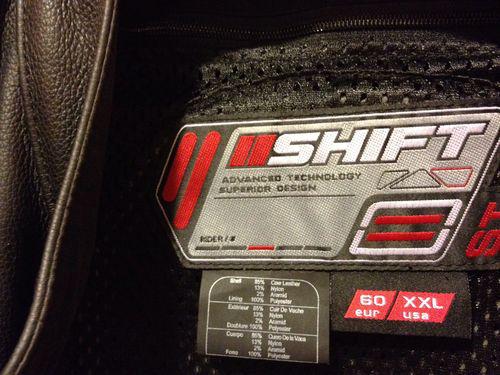 SHIFT
ADVANCED TECHNOLOGY
SUPERIOR DESIGN
RIDER / #
Shell 85% Cow Leather
13% Nylon
2% Aramid
Lining 100% Polyester
Extérieur 85% Cuir De Vache
13% Nylon
2% Aramid
Doublure 100% Polyester
Cuerpo 85% Cuero De la Vaca
13% Nylon
2% Aramid
Forro 100% Polyester
60 XXL
eur usa